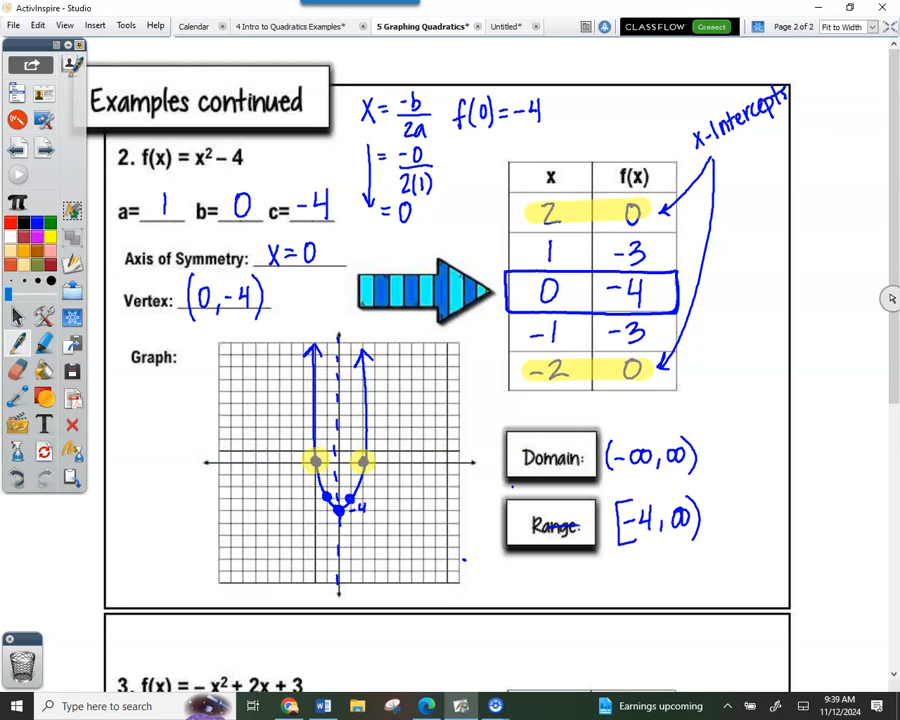 ActivInspire - Studio
File Edit View Insert Tools Help
Calendar
4 Intro to Quadratics Examples*
5 Graphing Quadratics*
Untitled*
CLASSFLOW Connect
Page 2 of 2
Fit to Width
Examples continued
x = -b/2a f(0) = -4
= -0/2(1)
= 0
x-Intercepts
2. f(x) = x² – 4
a= 1 b= 0 c= -4
Axis of Symmetry: x = 0
Vertex: (0, -4)
Graph:
-4
x f(x)
2 0
1 -3
0 -4
-1 -3
-2 0
Domain: (-∞, ∞)
Range: [-4, ∞)
3. f(x) = – x² + 2x + 3
Type here to search
Earnings upcoming
9:39 AM
11/12/2024